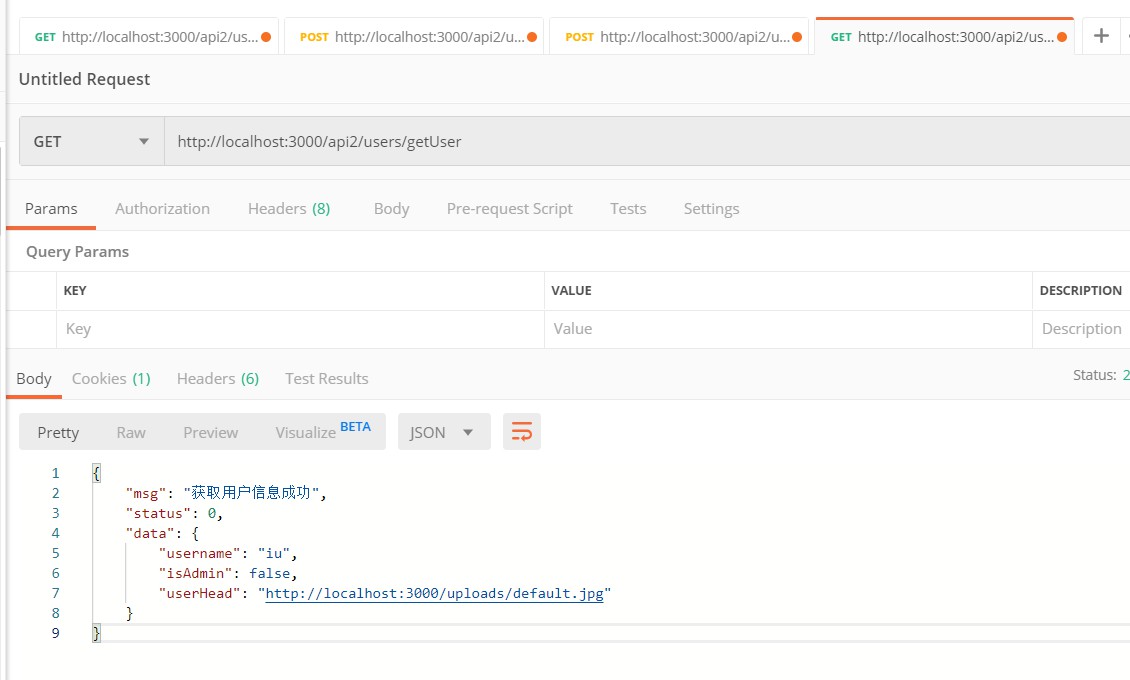 GET http://localhost:3000/api2/us... POST http://localhost:3000/api2/u... POST http://localhost:3000/api2/u... GET http://localhost:3000/api2/us... +
Untitled Request
GET http://localhost:3000/api2/users/getUser
Params Authorization Headers (8) Body Pre-request Script Tests Settings
Query Params
KEY VALUE DESCRIPTION
Key Value Description
Body Cookies (1) Headers (6) Test Results Status: 2
Pretty Raw Preview Visualize BETA JSON
1 {
2 "msg": "获取用户信息成功",
3 "status": 0,
4 "data": {
5 "username": "iu",
6 "isAdmin": false,
7 "userHead": "http://localhost:3000/uploads/default.jpg"
8 }
9 }